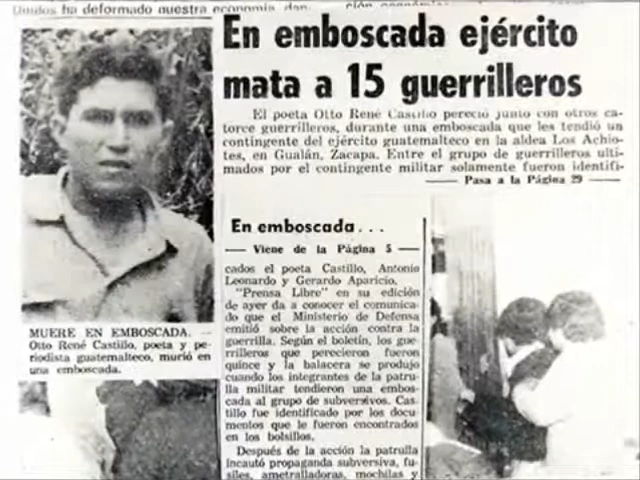 Unidos ha deformado nuestra economía dan
En emboscada ejército
mata a 15 guerrilleros
El poeta Otto René Castillo pereció junto con otros ca-
torce guerrilleros, durante una emboscada que les tendió un
contingente del ejército guatemalteco en la aldea Los Achio-
tes, en Gualán, Zacapa. Entre el grupo de guerrilleros ulti-
mados por el contingente militar solamente fueron identifi-
Pasa a la Página 29
MUERE EN EMBOSCADA. —
Otto René Castillo, poeta y pe-
riodista guatemalteco, murió en
una emboscada.
En emboscada...
Viene de la Página 5
cados el poeta Castillo, Antonio
Leonardo y Gerardo Aparicio.
"Prensa Libre" en su edición
de ayer da a conocer el comunica-
do que el Ministerio de Defensa
emitió sobre la acción contra la
guerrilla. Según el boletín, los gue-
rrilleros que perecieron fueron
quince y la balacera se produjo
cuando los integrantes de la patru-
lla militar tendieron una embos-
cada al grupo de subversivos. Cas-
tillo fue identificado por los docu-
mentos que le fueron encontrados
en los bolsillos.
Después de la acción la patrulla
incautó propaganda subversiva, fu-
siles, ametralladoras, mochilas y